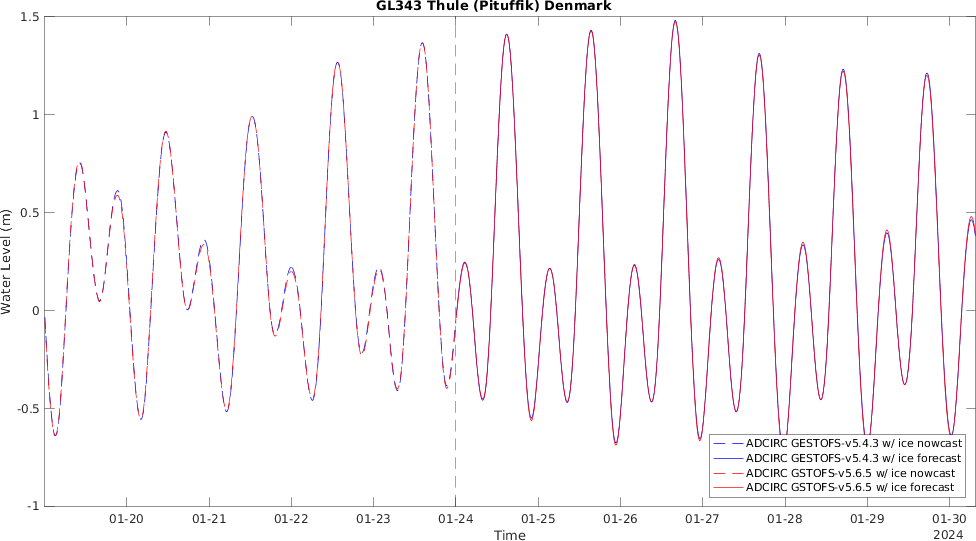 GL343 Thule (Pituffik) Denmark
Water Level (m)
1.5
1
0.5
0
-0.5
-1
ADCIRC GESTOFS-v5.4.3 w/ ice nowcast
ADCIRC GESTOFS-v5.4.3 w/ ice forecast
ADCIRC GSTOFS-v5.6.5 w/ ice nowcast
ADCIRC GSTOFS-v5.6.5 w/ ice forecast
01-20 01-21 01-22 01-23 01-24 01-25 01-26 01-27 01-28 01-29 01-30
Time
2024